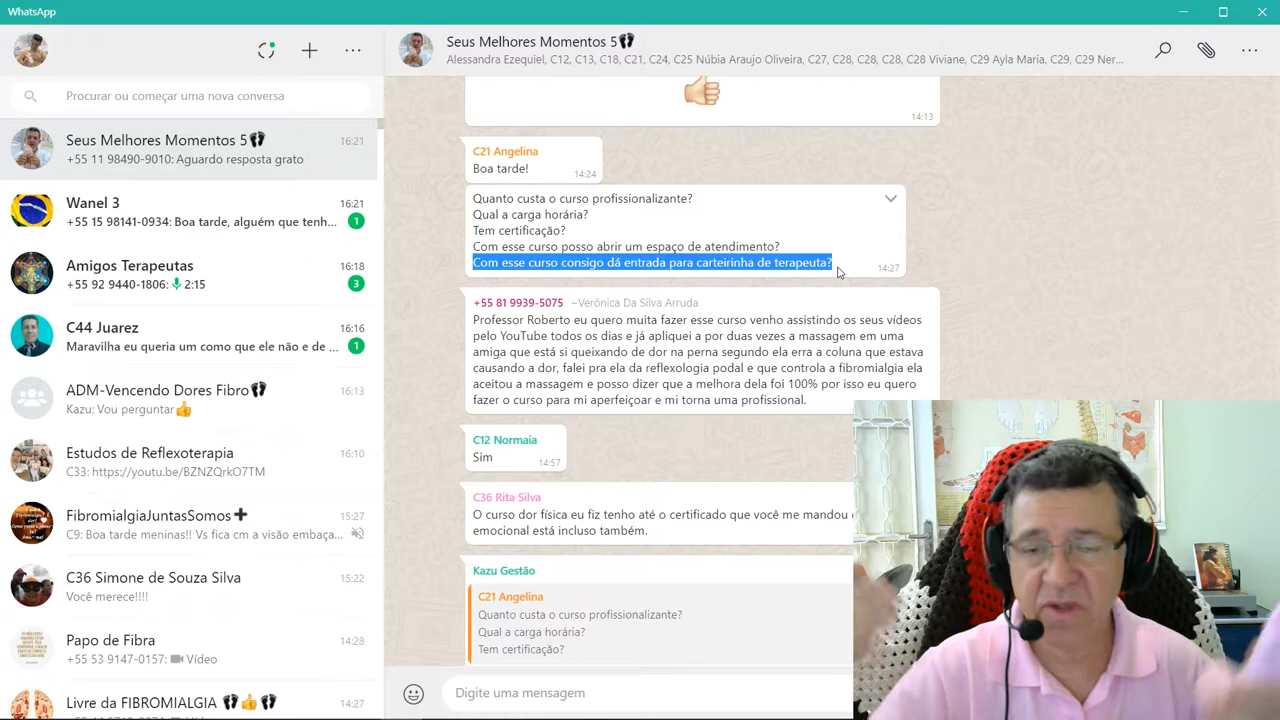 WhatsApp
Procurar ou começar uma nova conversa
Seus Melhores Momentos 5👣 16:21
+55 11 98490-9010: Aguardo resposta grato
Wanel 3 16:21
+55 15 98141-0934: Boa tarde, alguém que tenh... 1
Amigos Terapeutas 16:18
+55 92 9440-1806: 2:15 3
C44 Juarez 16:16
Maravilha eu queria um como que ele não e de ... 1
ADM-Vencendo Dores Fibro👣 16:13
Kazu: Vou perguntar👍
Estudos de Reflexoterapia 16:10
C33: https://youtu.be/BZNZQrkO7TM
FibromialgiaJuntasSomos➕ 15:27
C9: Boa tarde meninas!! Vs fica cm a visão embaça...
C36 Simone de Souza Silva 15:22
Você merece!!!!
Papo de Fibra 14:28
+55 53 9147-0157: Vídeo
Livre da FIBROMIALGIA 👣👍👣 14:27
Seus Melhores Momentos 5👣
Alessandra Ezequiel, C12, C13, C18, C21, C24, C25 Núbia Araujo Oliveira, C27, C28, C28, C28 Viviane, C29 Ayla Maria, C29, C29 Ner...
14:13
C21 Angelina
Boa tarde!
14:24
Quanto custa o curso profissionalizante?
Qual a carga horária?
Tem certificação?
Com esse curso posso abrir um espaço de atendimento?
Com esse curso consigo dá entrada para carteirinha de terapeuta?
14:27
+55 81 9939-5075 ~Verônica Da Silva Arruda
Professor Roberto eu quero muita fazer esse curso venho assistindo os seus vídeos
pelo YouTube todos os dias e já apliquei a por duas vezes a massagem em uma
amiga que está si queixando de dor na perna segundo ela erra a coluna que estava
causando a dor, falei pra ela da reflexologia podal e que controla a fibromialgia ela
aceitou a massagem e posso dizer que a melhora dela foi 100% por isso eu quero
fazer o curso para mi aperfeiçoar e mi torna uma profissional.
C12 Normaia
Sim
14:57
C36 Rita Silva
O curso dor física eu fiz tenho até o certificado que você me mandou
emocional está incluso também.
Kazu Gestão
C21 Angelina
Quanto custa o curso profissionalizante?
Qual a carga horária?
Tem certificação?
Digite uma mensagem